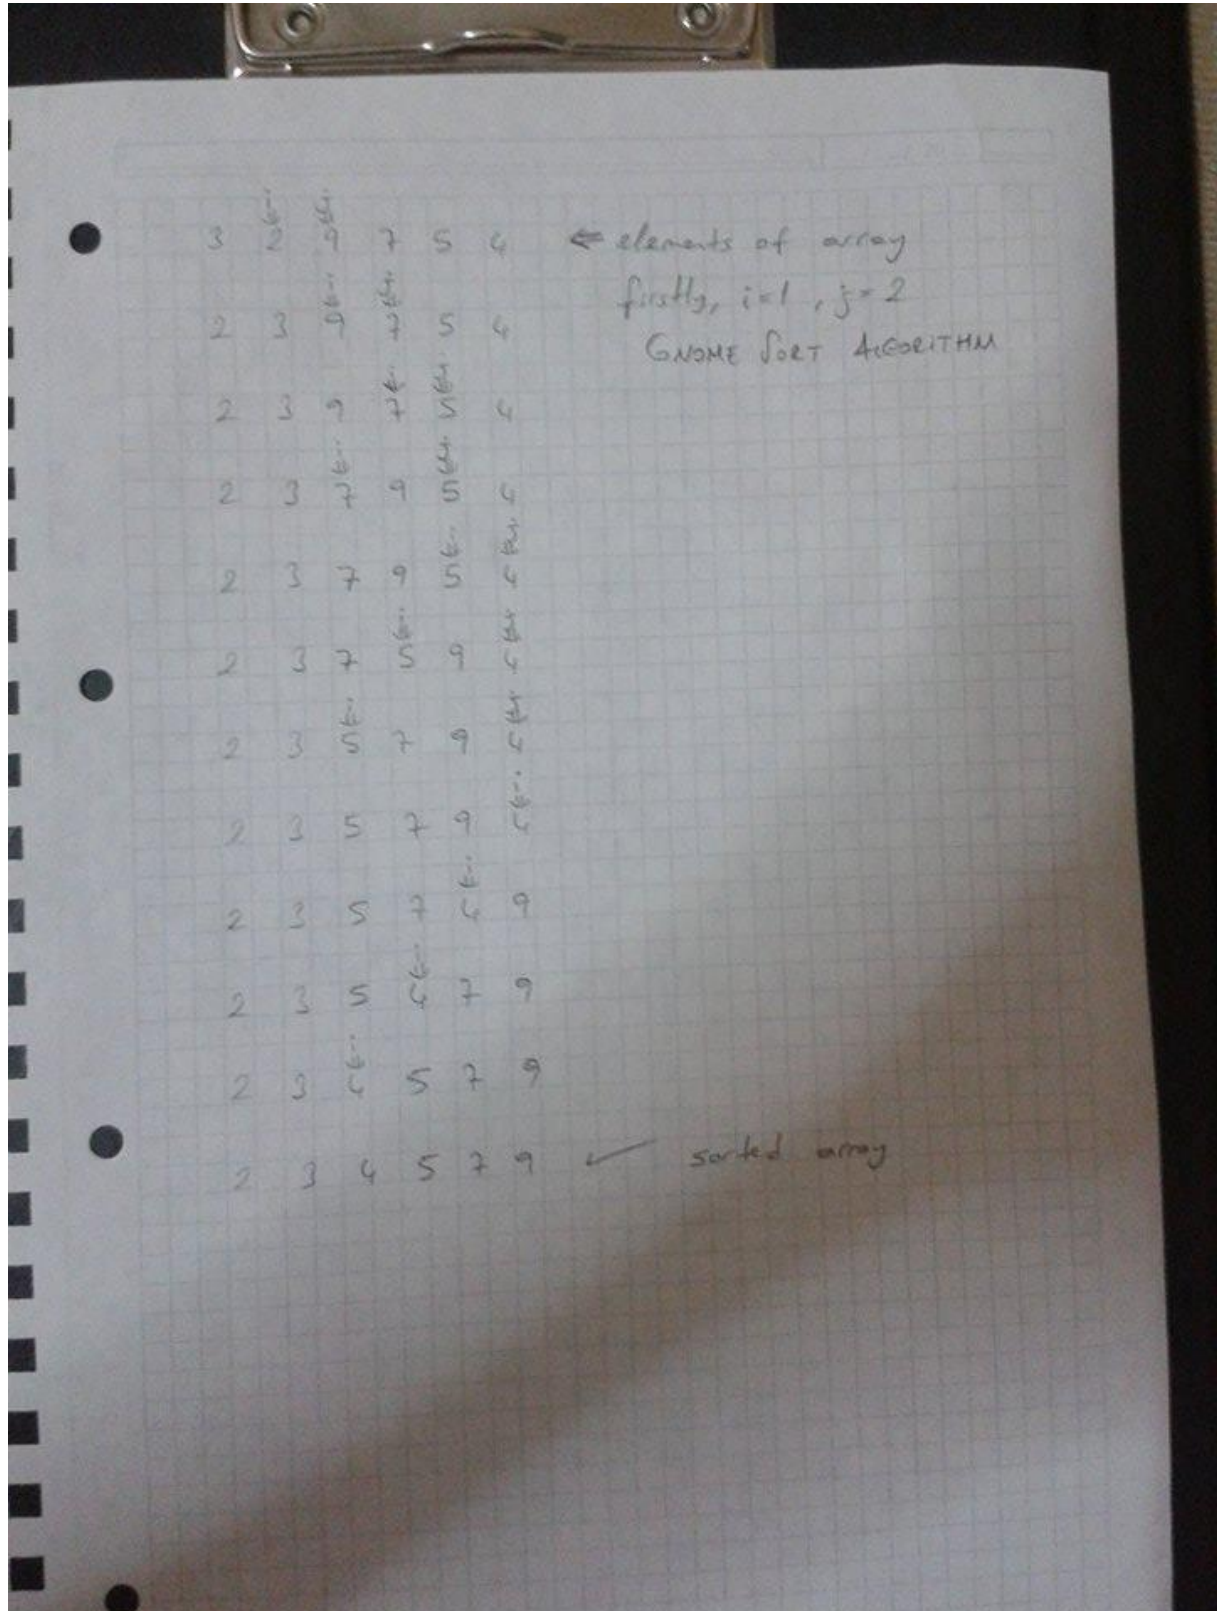 3 2 9 7 5 4 ⇐ elements of array
firstly, i=1, j=2
2 3 9 7 5 4
GNOME SORT ALGORITHM
2 3 9 7 5 4
2 3 7 9 5 4
2 3 7 9 5 4
2 3 7 5 9 4
2 3 5 7 9 4
2 3 5 7 9 4
2 3 5 7 4 9
2 3 5 4 7 9
2 3 4 5 7 9
2 3 4 5 7 9 sorted array